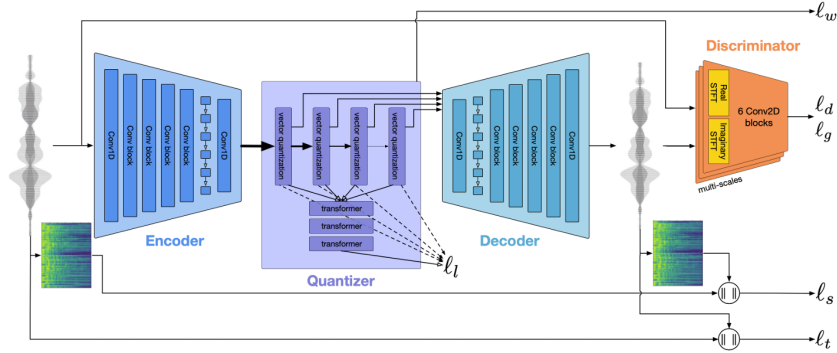 ℓw
Discriminator
Real
STFT
Imaginary
STFT
6 Conv2D
blocks
multi-scales
ℓd
ℓg
Conv1D
Conv block
Conv block
Conv block
Conv block
Conv1D
Encoder
vector quantization
vector quantization
vector quantization
vector quantization
transformer
transformer
transformer
Quantizer
ℓl
Conv1D
Conv block
Conv block
Conv block
Conv block
Conv1D
Decoder
|| ||
ℓs
|| ||
ℓt